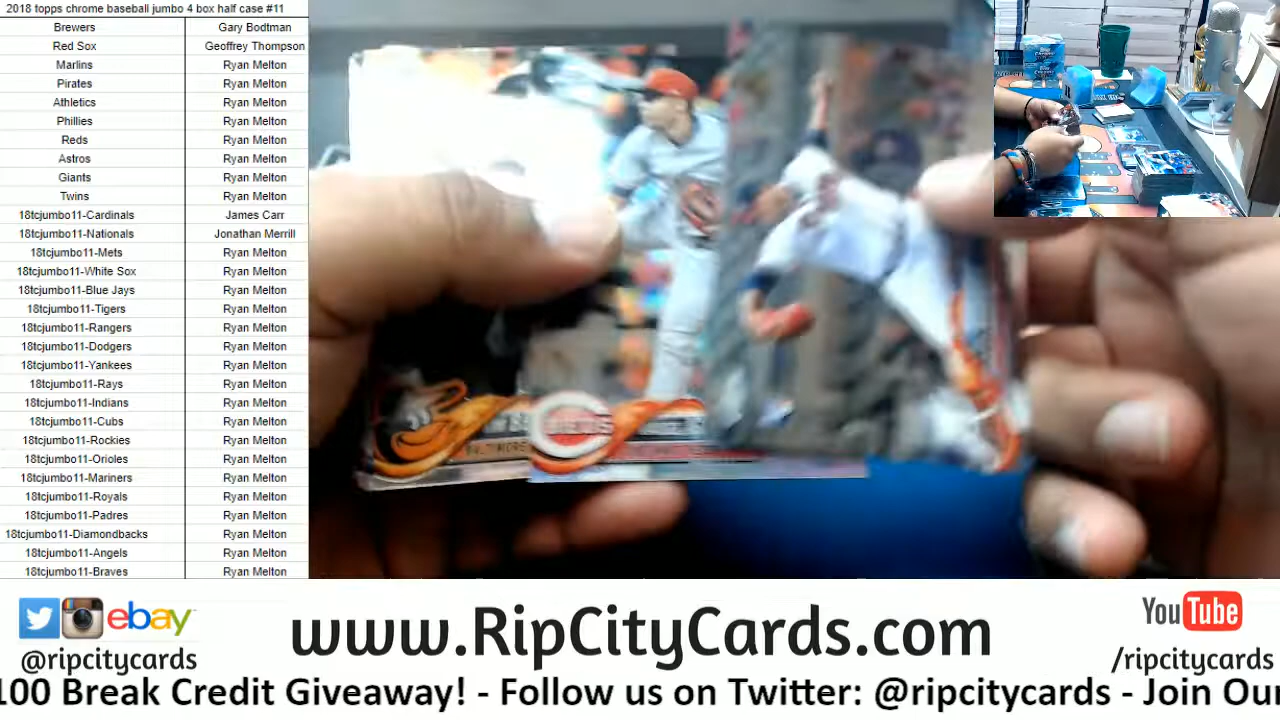 2018 topps chrome baseball jumbo 4 box half case #11
Brewers Gary Bodtman
Red Sox Geoffrey Thompson
Marlins Ryan Melton
Pirates Ryan Melton
Athletics Ryan Melton
Phillies Ryan Melton
Reds Ryan Melton
Astros Ryan Melton
Giants Ryan Melton
Twins Ryan Melton
18tcjumbo11-Cardinals James Carr
18tcjumbo11-Nationals Jonathan Merrill
18tcjumbo11-Mets Ryan Melton
18tcjumbo11-White Sox Ryan Melton
18tcjumbo11-Blue Jays Ryan Melton
18tcjumbo11-Tigers Ryan Melton
18tcjumbo11-Rangers Ryan Melton
18tcjumbo11-Dodgers Ryan Melton
18tcjumbo11-Yankees Ryan Melton
18tcjumbo11-Rays Ryan Melton
18tcjumbo11-Indians Ryan Melton
18tcjumbo11-Cubs Ryan Melton
18tcjumbo11-Rockies Ryan Melton
18tcjumbo11-Orioles Ryan Melton
18tcjumbo11-Mariners Ryan Melton
18tcjumbo11-Royals Ryan Melton
18tcjumbo11-Padres Ryan Melton
18tcjumbo11-Diamondbacks Ryan Melton
18tcjumbo11-Angels Ryan Melton
18tcjumbo11-Braves Ryan Melton
REDS
ebay
@ripcitycards
www.RipCityCards.com
YouTube
/ripcitycards
100 Break Credit Giveaway! - Follow us on Twitter: @ripcitycards - Join Our